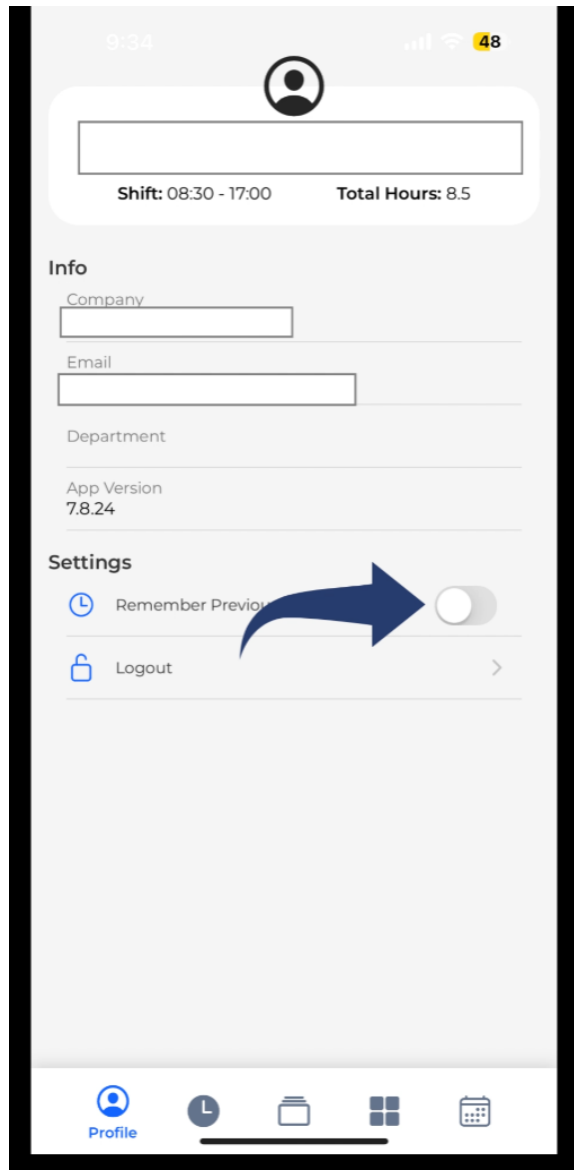 9:34 48
Shift: 08:30 - 17:00 Total Hours: 8.5
Info
Company
Email
Department
App Version
7.8.24
Settings
Remember
Logout
Profile